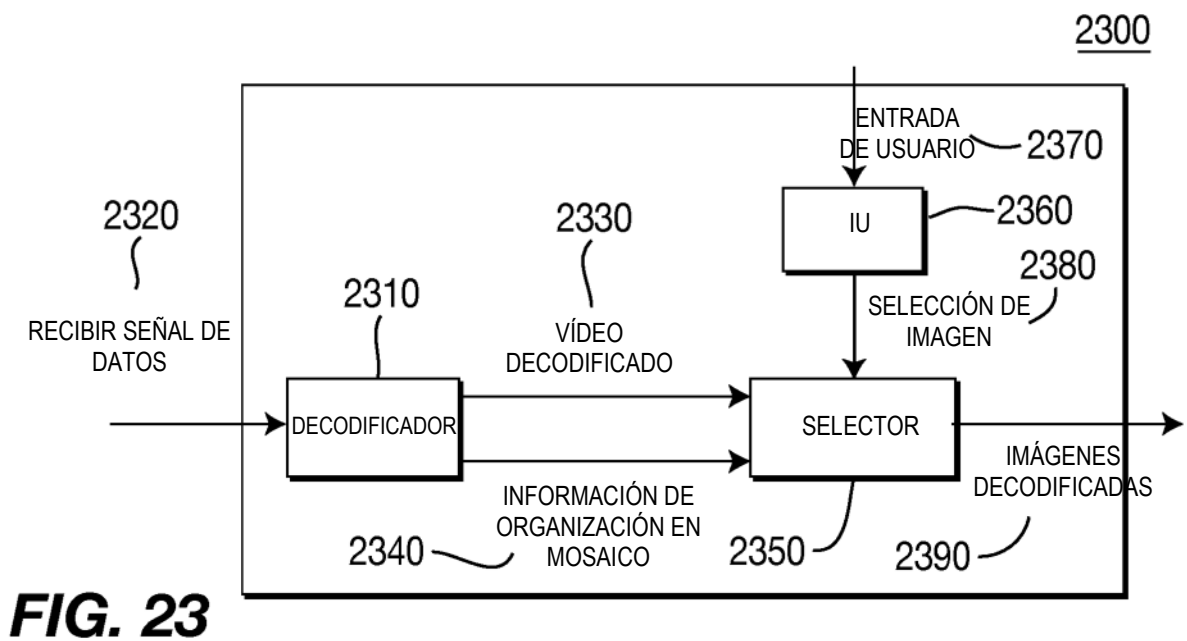 2300
ENTRADA
DE USUARIO
2370
2320
2330
IU
2360
2380
2310
RECIBIR SEÑAL DE
DATOS
VÍDEO
DECODIFICADO
SELECCIÓN DE
IMAGEN
DECODIFICADOR
SELECTOR
IMÁGENES
DECODIFICADAS
INFORMACIÓN DE
ORGANIZACIÓN EN
MOSAICO
2340
2350
2390
FIG. 23